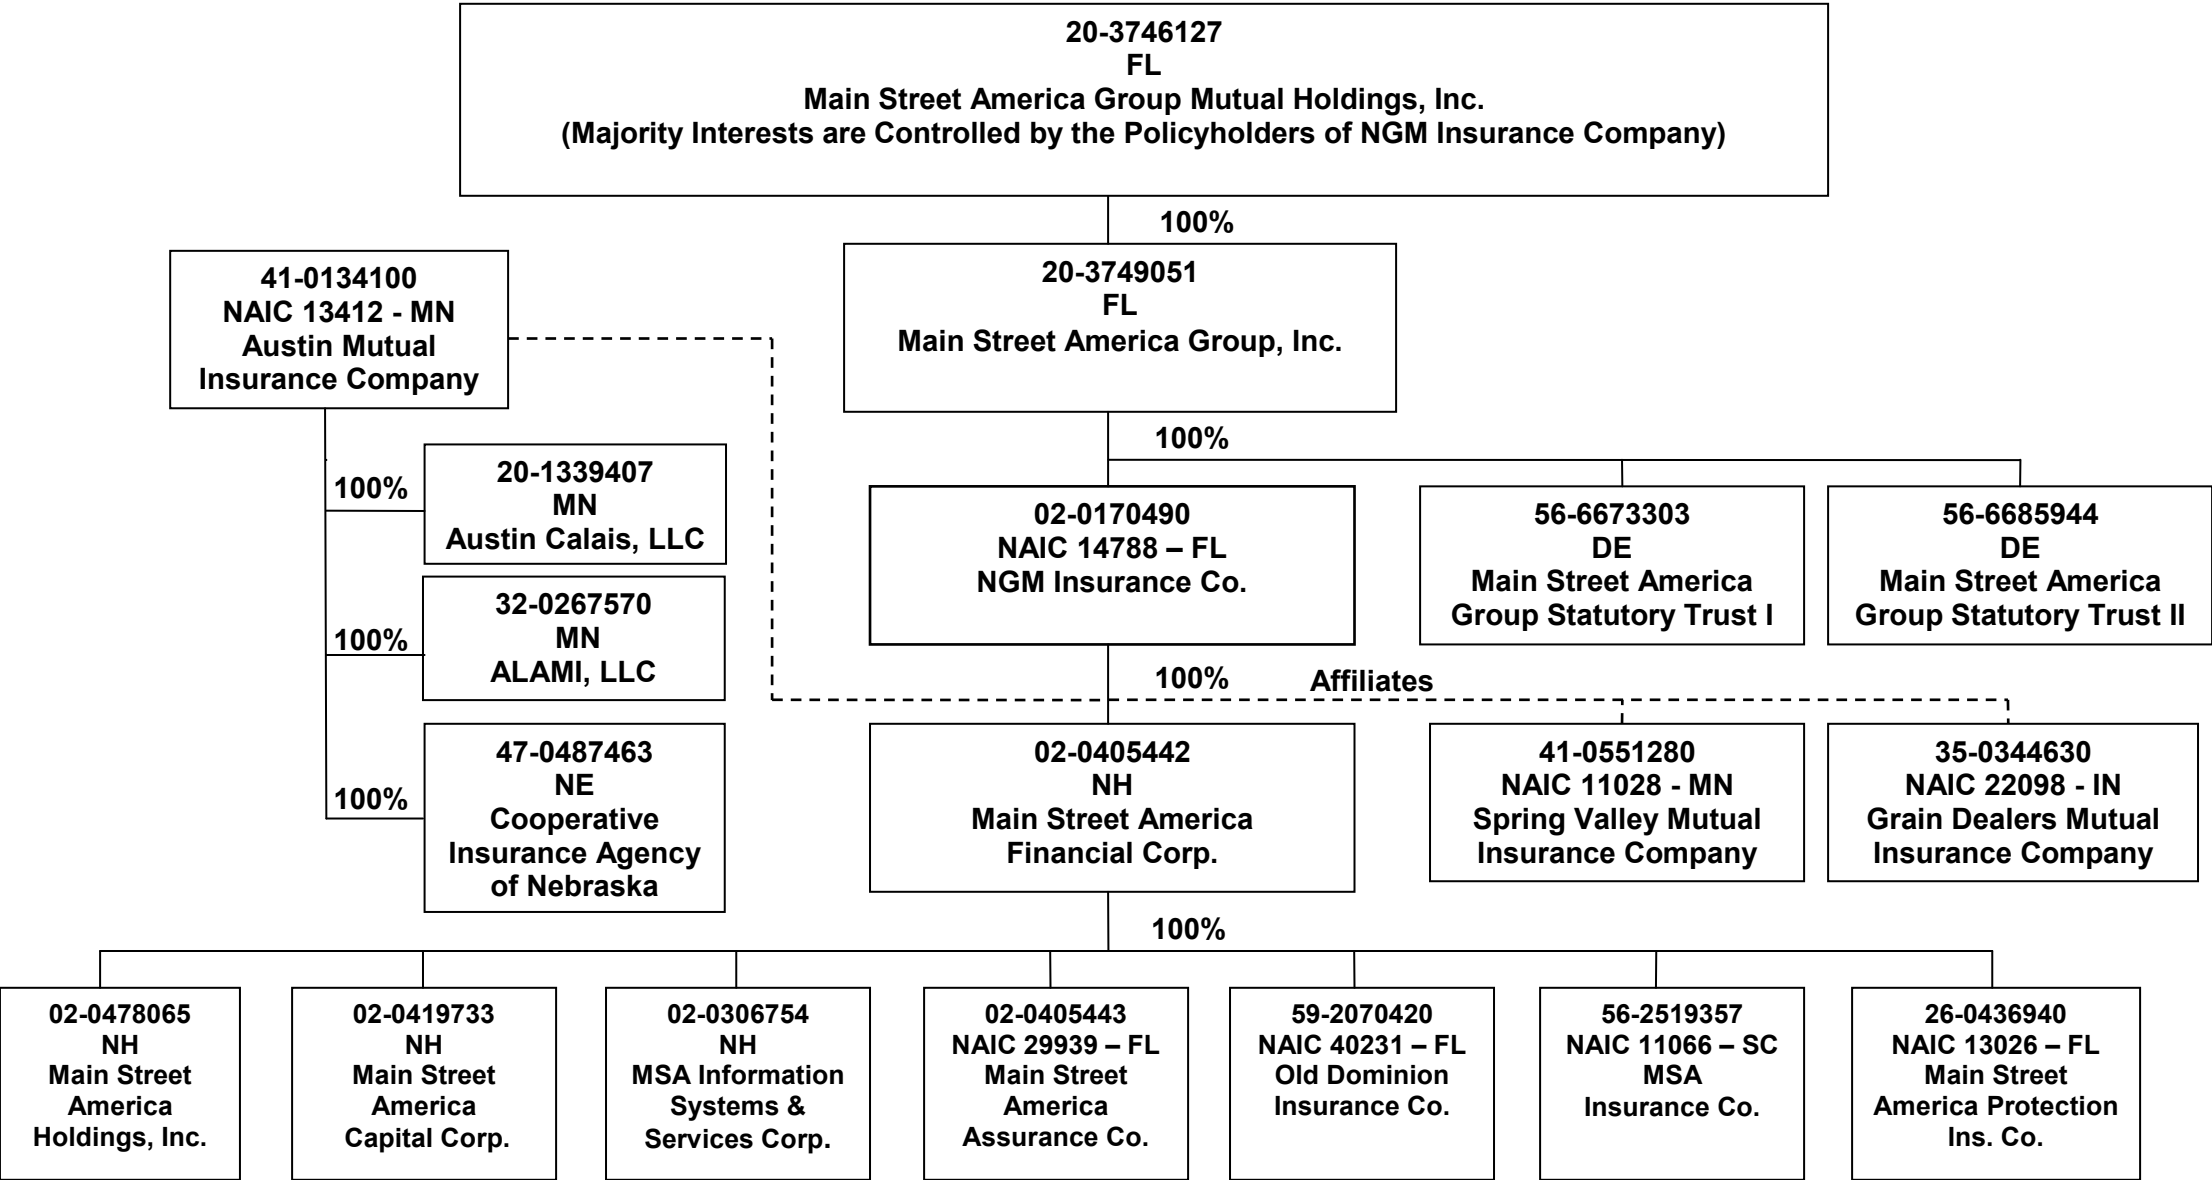 20-3746127
FL
Main Street America Group Mutual Holdings, Inc.
(Majority Interests are Controlled by the Policyholders of NGM Insurance Company)
100%
41-0134100
NAIC 13412 - MN
Austin Mutual
Insurance Company
20-3749051
FL
Main Street America Group, Inc.
100%
100%
20-1339407
MN
Austin Calais, LLC
100%
32-0267570
MN
ALAMI, LLC
100%
47-0487463
NE
Cooperative
Insurance Agency
of Nebraska
02-0170490
NAIC 14788 – FL
NGM Insurance Co.
56-6673303
DE
Main Street America
Group Statutory Trust I
56-6685944
DE
Main Street America
Group Statutory Trust II
100%
Affiliates
02-0405442
NH
Main Street America
Financial Corp.
41-0551280
NAIC 11028 - MN
Spring Valley Mutual
Insurance Company
35-0344630
NAIC 22098 - IN
Grain Dealers Mutual
Insurance Company
100%
02-0478065
NH
Main Street
America
Holdings, Inc.
02-0419733
NH
Main Street
America
Capital Corp.
02-0306754
NH
MSA Information
Systems &
Services Corp.
02-0405443
NAIC 29939 – FL
Main Street
America
Assurance Co.
59-2070420
NAIC 40231 – FL
Old Dominion
Insurance Co.
56-2519357
NAIC 11066 – SC
MSA
Insurance Co.
26-0436940
NAIC 13026 – FL
Main Street
America Protection
Ins. Co.